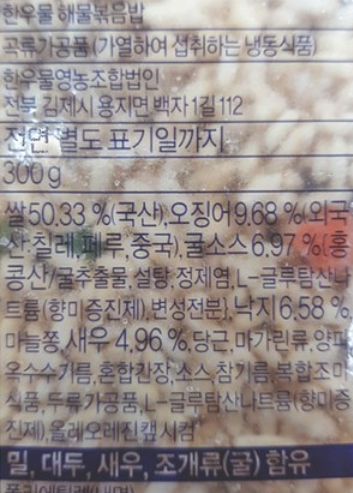 한우물 해물볶음밥
곡류가공품(가열하여 섭취하는 냉동식품)
한우물영농조합법인
전북 김제시 용지면 백자1길 112
전면 별도 표기일까지
300g
쌀50.33 %(국산),오징어9.68 %(외국
산·칠레,페루,중국),굴소스6.97 %{홍
콩산/굴추출물,설탕,정제염,L-글루탐산나
트륨(향미증진제),변성전분},낙지6.58 %,
마늘쫑,새우 4.96 %,당근,마가린류,양파
옥수수기름,혼합간장,소스,참기름,복합조미
식품,두류가공품,L-글루탐산나트륨(향미증
진제),올레오레진캡시컴
밀, 대두, 새우, 조개류(굴) 함유
폴리에틸렌(내면)